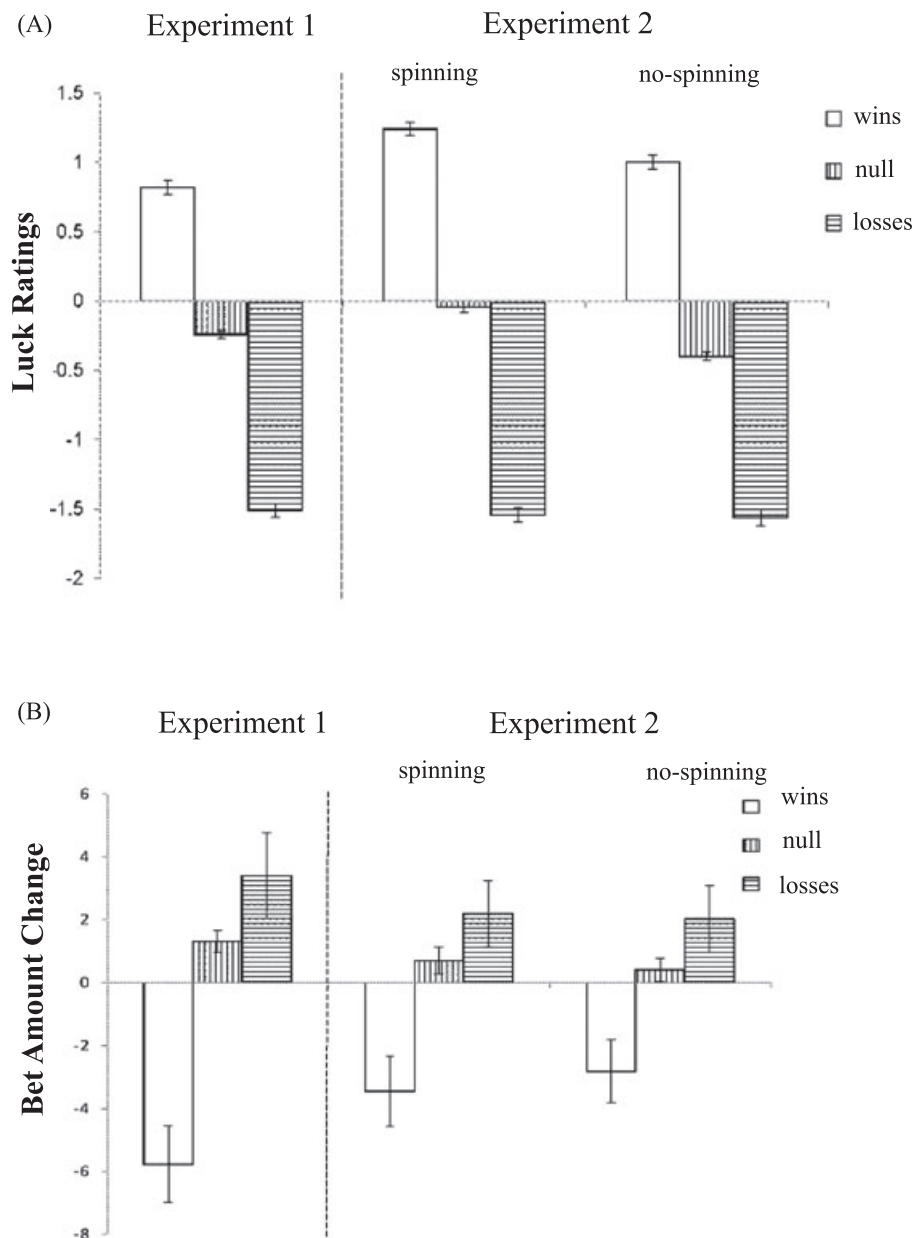 (A)
Experiment 1 Experiment 2
spinning no-spinning
1.5
1
0.5
0
-0.5
-1
-1.5
-2
Luck Ratings
wins
null
losses
(B)
Experiment 1 Experiment 2
spinning no-spinning
6
4
2
0
-2
-4
-6
-8
Bet Amount Change
wins
null
losses